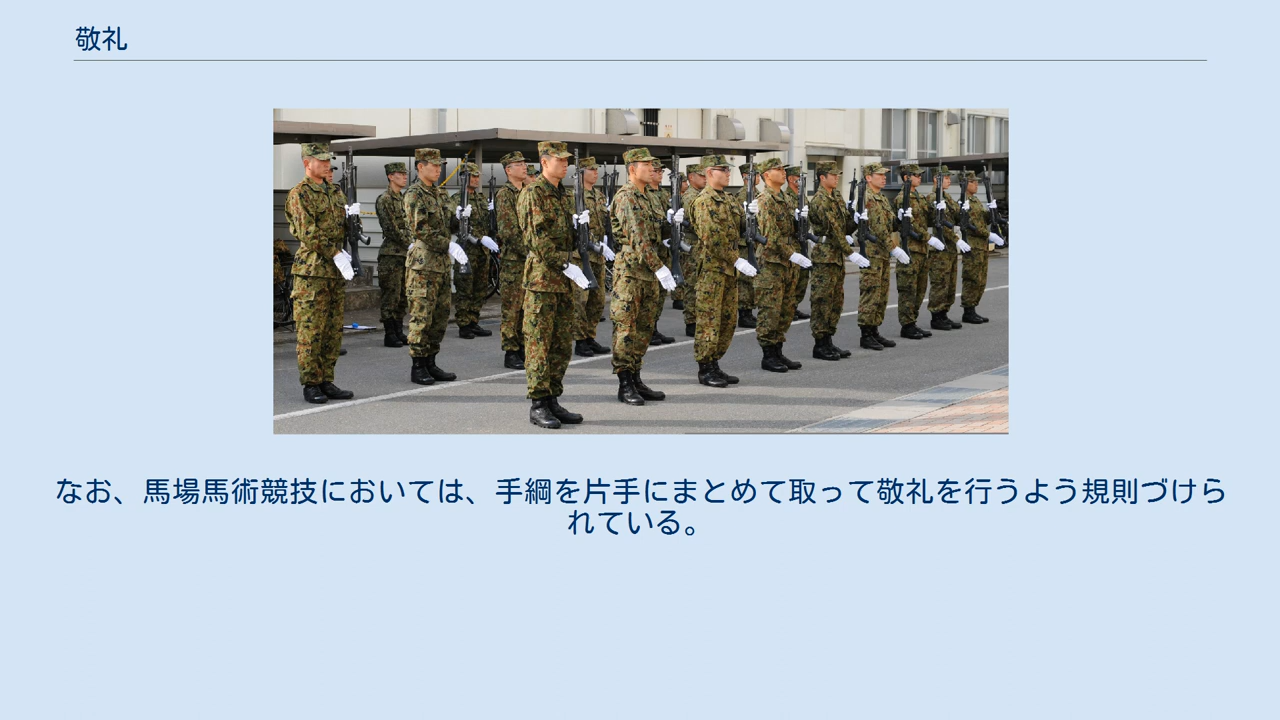 敬礼
なお、馬場馬術競技においては、手綱を片手にまとめて取って敬礼を行うよう規則づけら
れている。